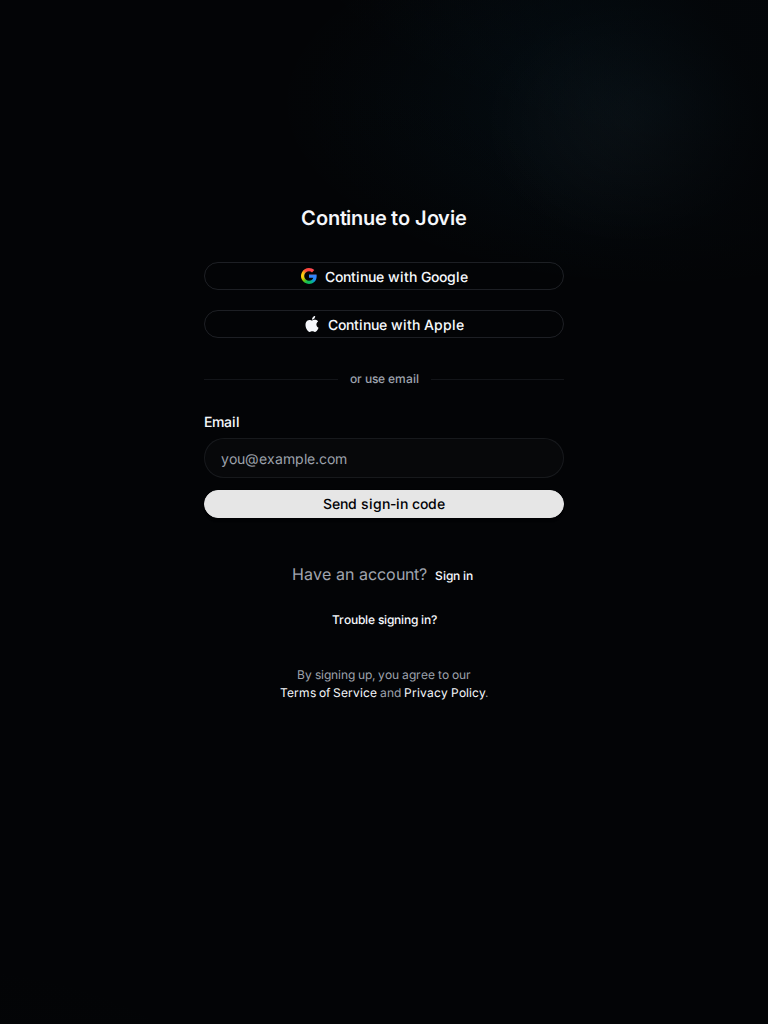 Continue to Jovie
Continue with Google
Continue with Apple
or use email
Email
you@example.com
Send sign-in code
Have an account? Sign in
Trouble signing in?
By signing up, you agree to our
Terms of Service and Privacy Policy.